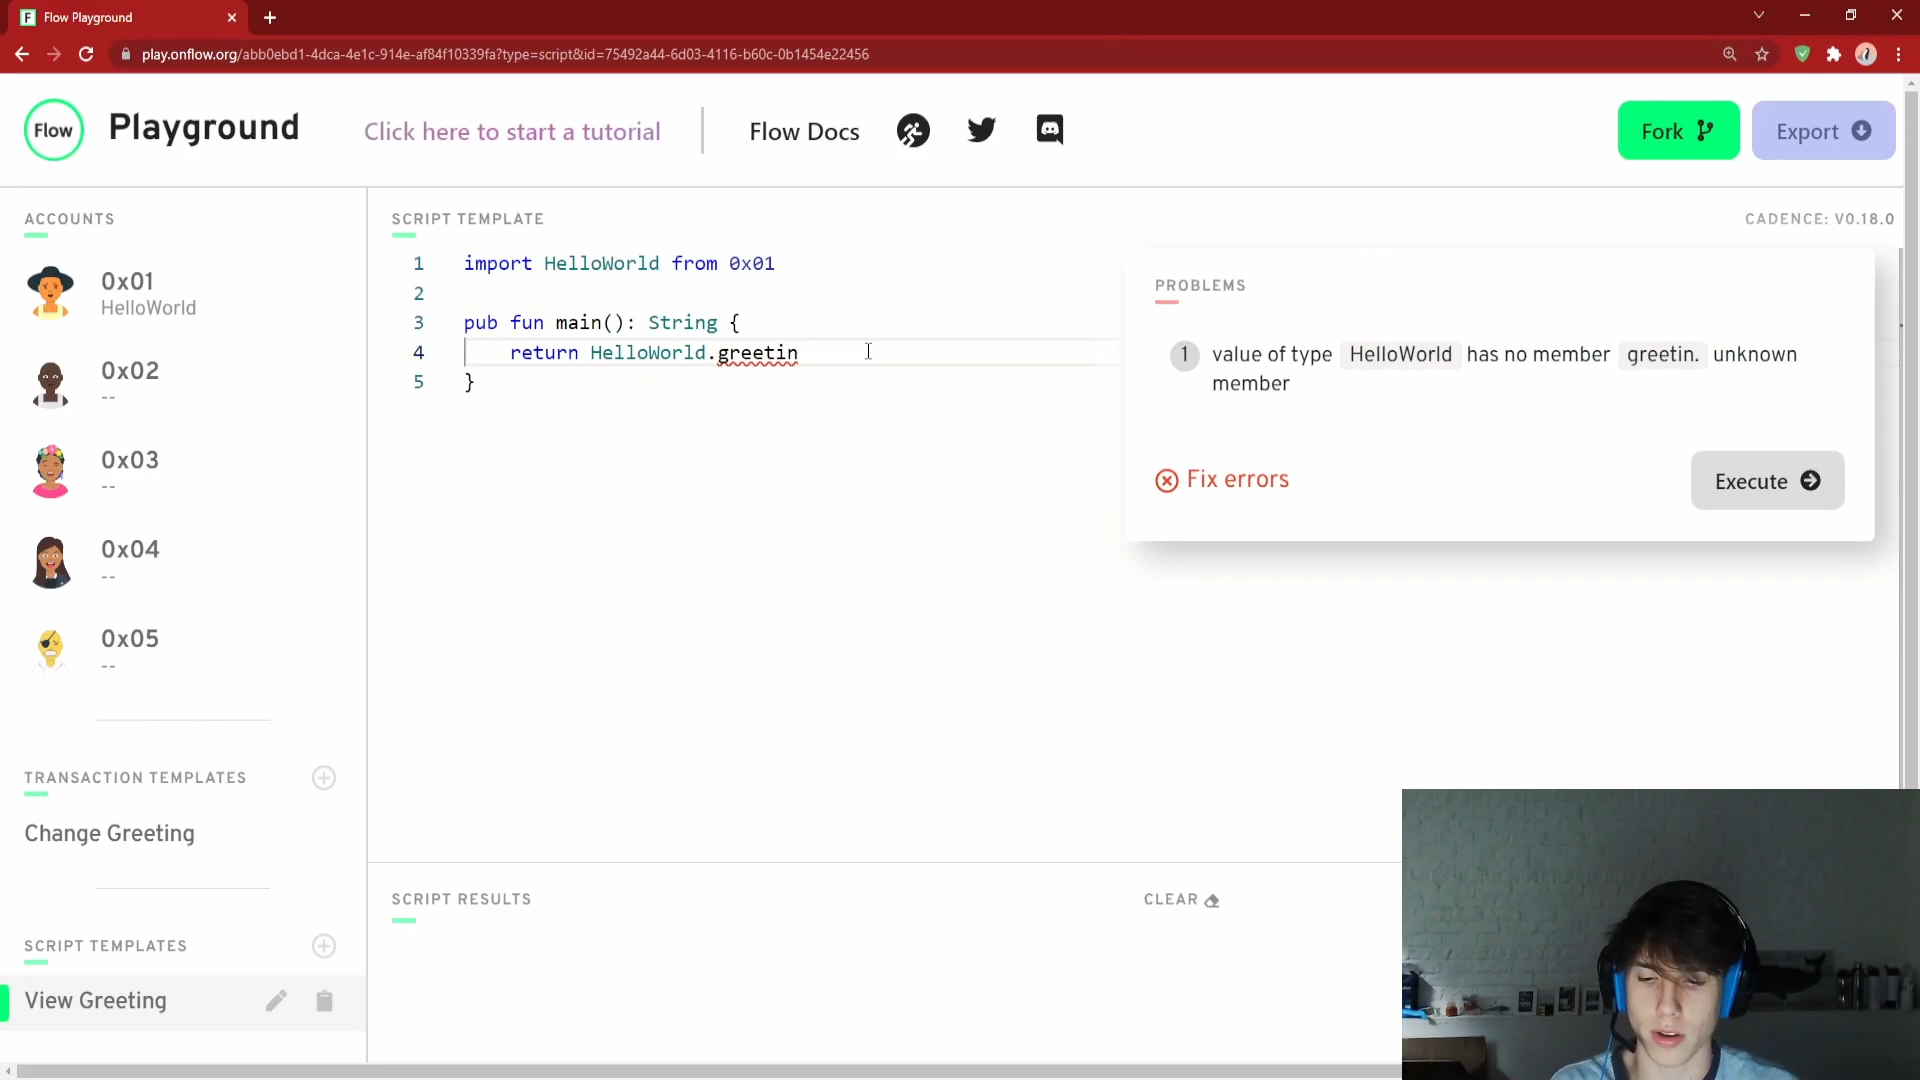 F Flow Playground
play.onflow.org/abb0ebd1-4dca-4e1c-914e-af84f10339fa?type=script&id=75492a44-6d03-4116-b60c-0b1454e22456
Flow Playground
Click here to start a tutorial
Flow Docs
Fork
Export
ACCOUNTS
0x01
HelloWorld
0x02
--
0x03
--
0x04
--
0x05
--
TRANSACTION TEMPLATES
Change Greeting
SCRIPT TEMPLATES
View Greeting
SCRIPT TEMPLATE
CADENCE: V0.18.0
1 import HelloWorld from 0x01
2
3 pub fun main(): String {
4 return HelloWorld.greetin
5 }
PROBLEMS
1 value of type HelloWorld has no member greetin. unknown
member
Fix errors
Execute
SCRIPT RESULTS
CLEAR